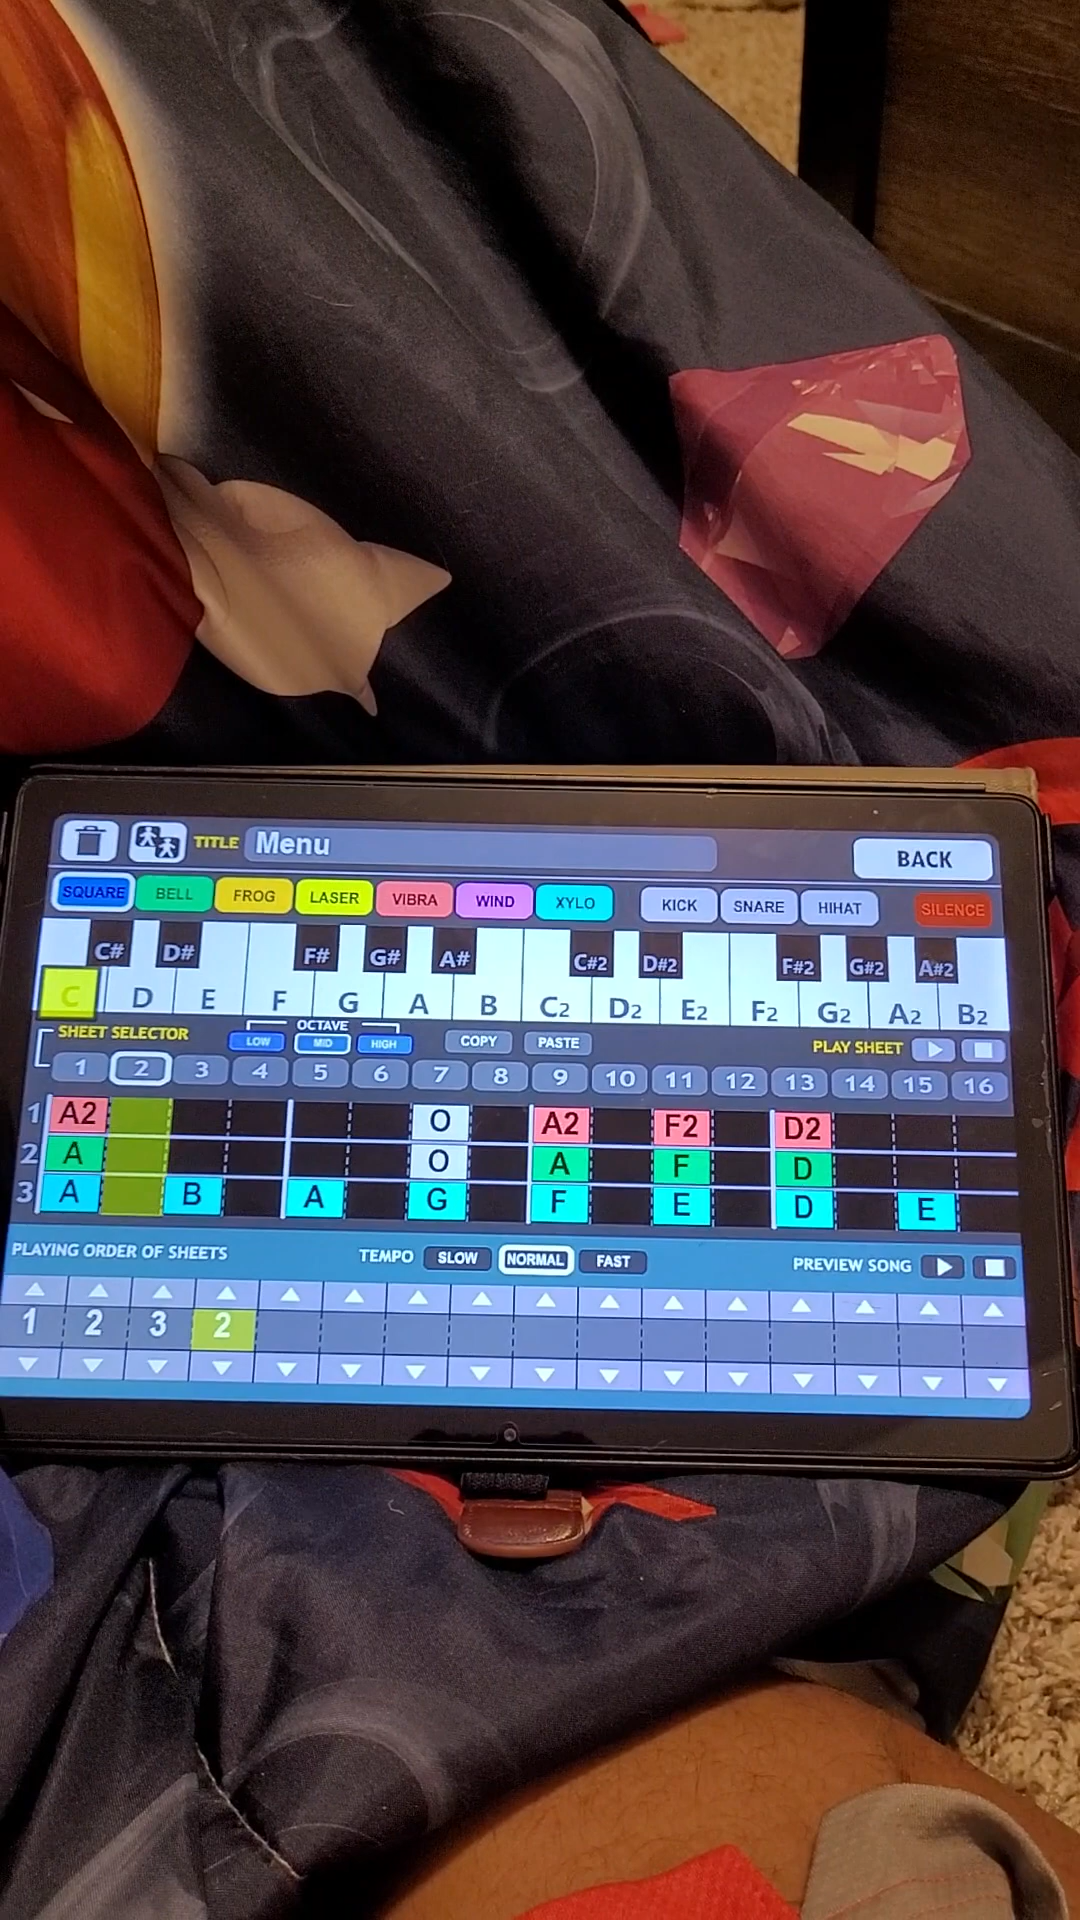 TITLE Menu BACK
SQUARE BELL FROG LASER VIBRA WIND XYLO KICK SNARE HIHAT SILENCE
C# D# F# G# A# C#2 D#2 F#2 G#2 A#2
C D E F G A B C2 D2 E2 F2 G2 A2 B2
SHEET SELECTOR OCTAVE LOW MID HIGH COPY PASTE PLAY SHEET
1 2 3 4 5 6 7 8 9 10 11 12 13 14 15 16
1 A2 O A2 F2 D2
2 A O A F D
3 A B A G F E D E
PLAYING ORDER OF SHEETS TEMPO SLOW NORMAL FAST PREVIEW SONG
1 2 3 2